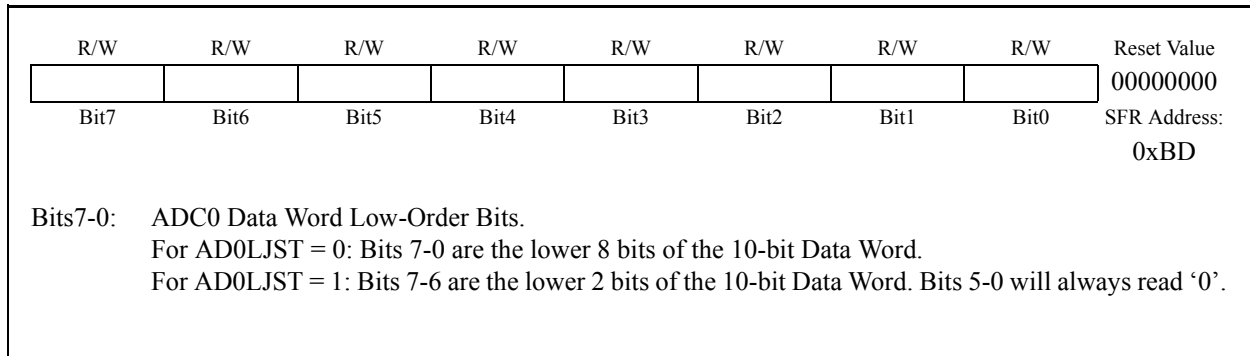 R/W R/W R/W R/W R/W R/W R/W R/W Reset Value
00000000
Bit7 Bit6 Bit5 Bit4 Bit3 Bit2 Bit1 Bit0 SFR Address:
0xBD
Bits7-0: ADC0 Data Word Low-Order Bits.
For AD0LJST = 0: Bits 7-0 are the lower 8 bits of the 10-bit Data Word.
For AD0LJST = 1: Bits 7-6 are the lower 2 bits of the 10-bit Data Word. Bits 5-0 will always read ‘0’.